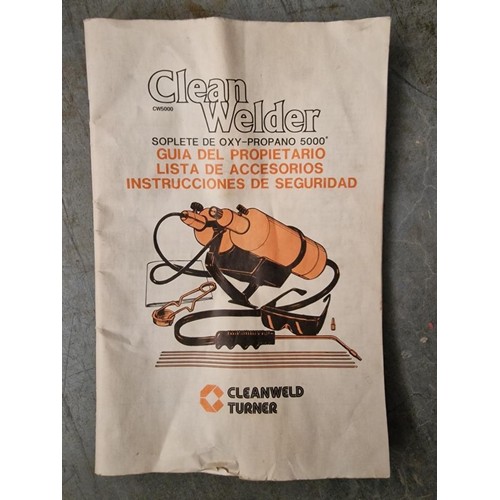 Clean
CW5000
Welder
SOPLETE DE OXY-PROPANO 5000°
GUIA DEL PROPIETARIO
LISTA DE ACCESORIOS
INSTRUCCIONES DE SEGURIDAD
CLEANWELD
TURNER